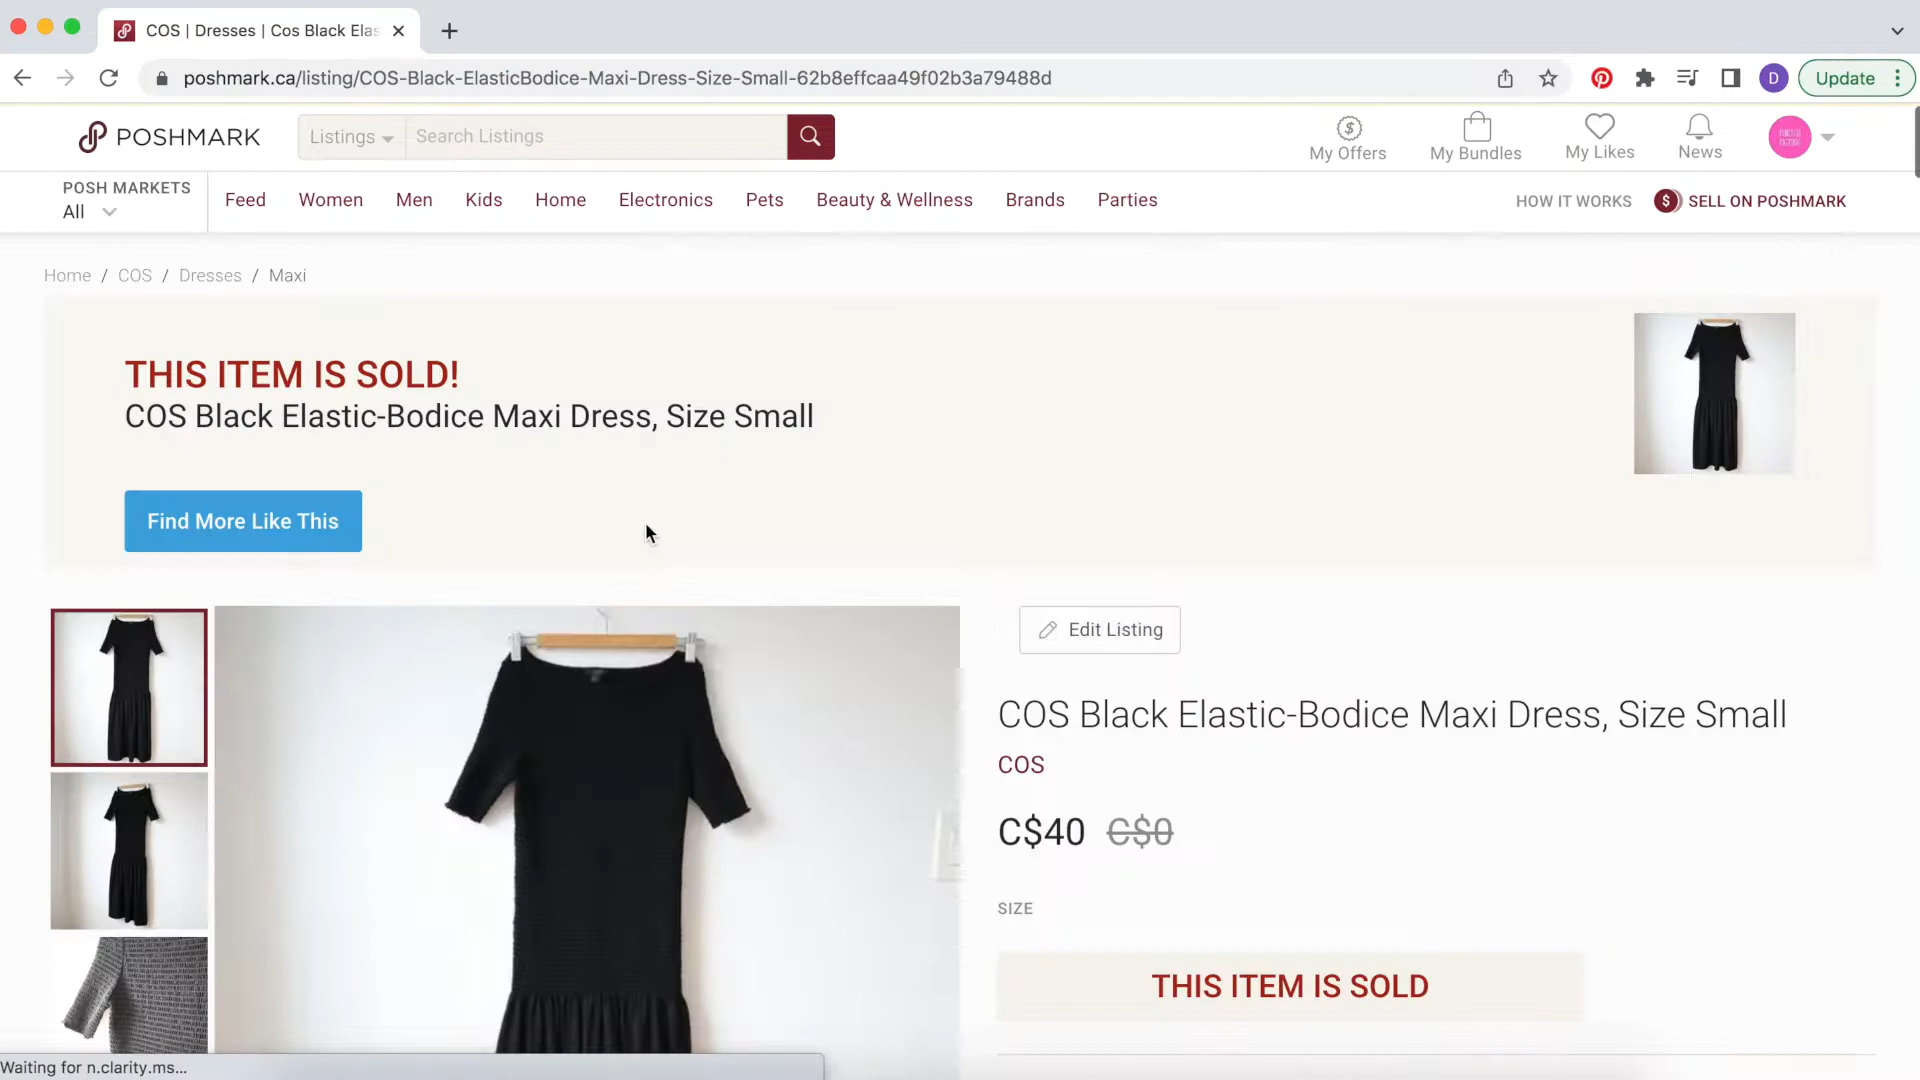 COS | Dresses | Cos Black Elas
poshmark.ca/listing/COS-Black-ElasticBodice-Maxi-Dress-Size-Small-62b8effcaa49f02b3a79488d
D
Update
POSHMARK
Listings
Search Listings
My Offers
My Bundles
My Likes
News
POSH MARKETS
All
Feed
Women
Men
Kids
Home
Electronics
Pets
Beauty & Wellness
Brands
Parties
HOW IT WORKS
$ SELL ON POSHMARK
Home / COS / Dresses / Maxi
THIS ITEM IS SOLD!
COS Black Elastic-Bodice Maxi Dress, Size Small
Find More Like This
Edit Listing
COS Black Elastic-Bodice Maxi Dress, Size Small
COS
C$40 C$0
SIZE
THIS ITEM IS SOLD
Waiting for n.clarity.ms...